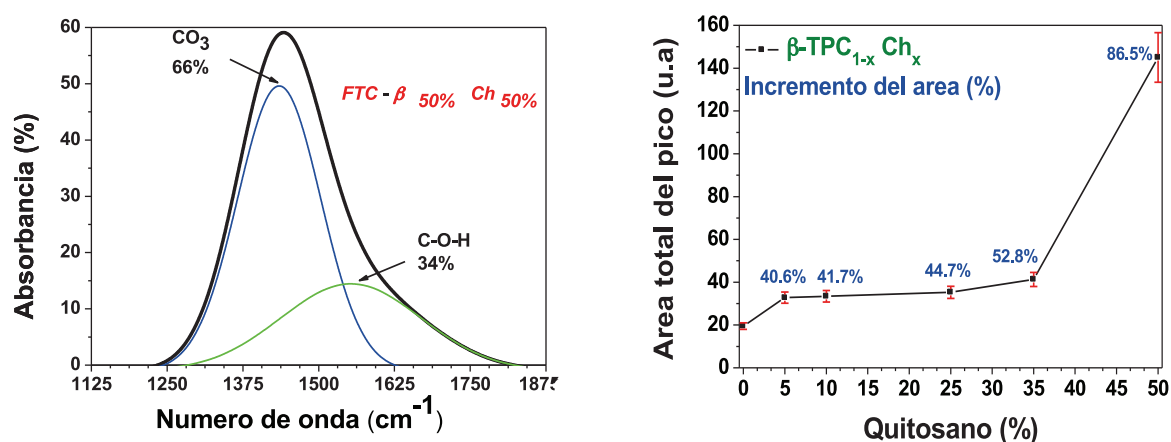 60
50
40
30
20
10
0
Absorbancia (%)
CO3
66%
FTC - β 50% Ch 50%
C-O-H
34%
1125 1250 1375 1500 1625 1750 1875
Numero de onda (cm-1)
160
140
120
100
80
60
40
20
0
Area total del pico (u.a)
β-TPC1-x Chx
Incremento del area (%)
86.5%
52.8%
44.7%
41.7%
40.6%
0 5 10 15 20 25 30 35 40 45 50
Quitosano (%)